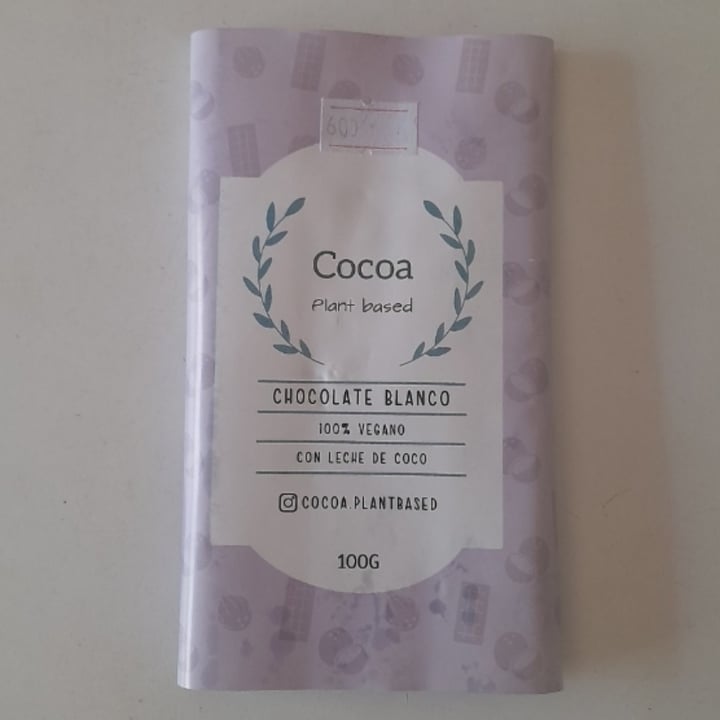 Cocoa
Plant based
CHOCOLATE BLANCO
100% VEGANO
CON LECHE DE COCO
COCOA.PLANTBASED
100G